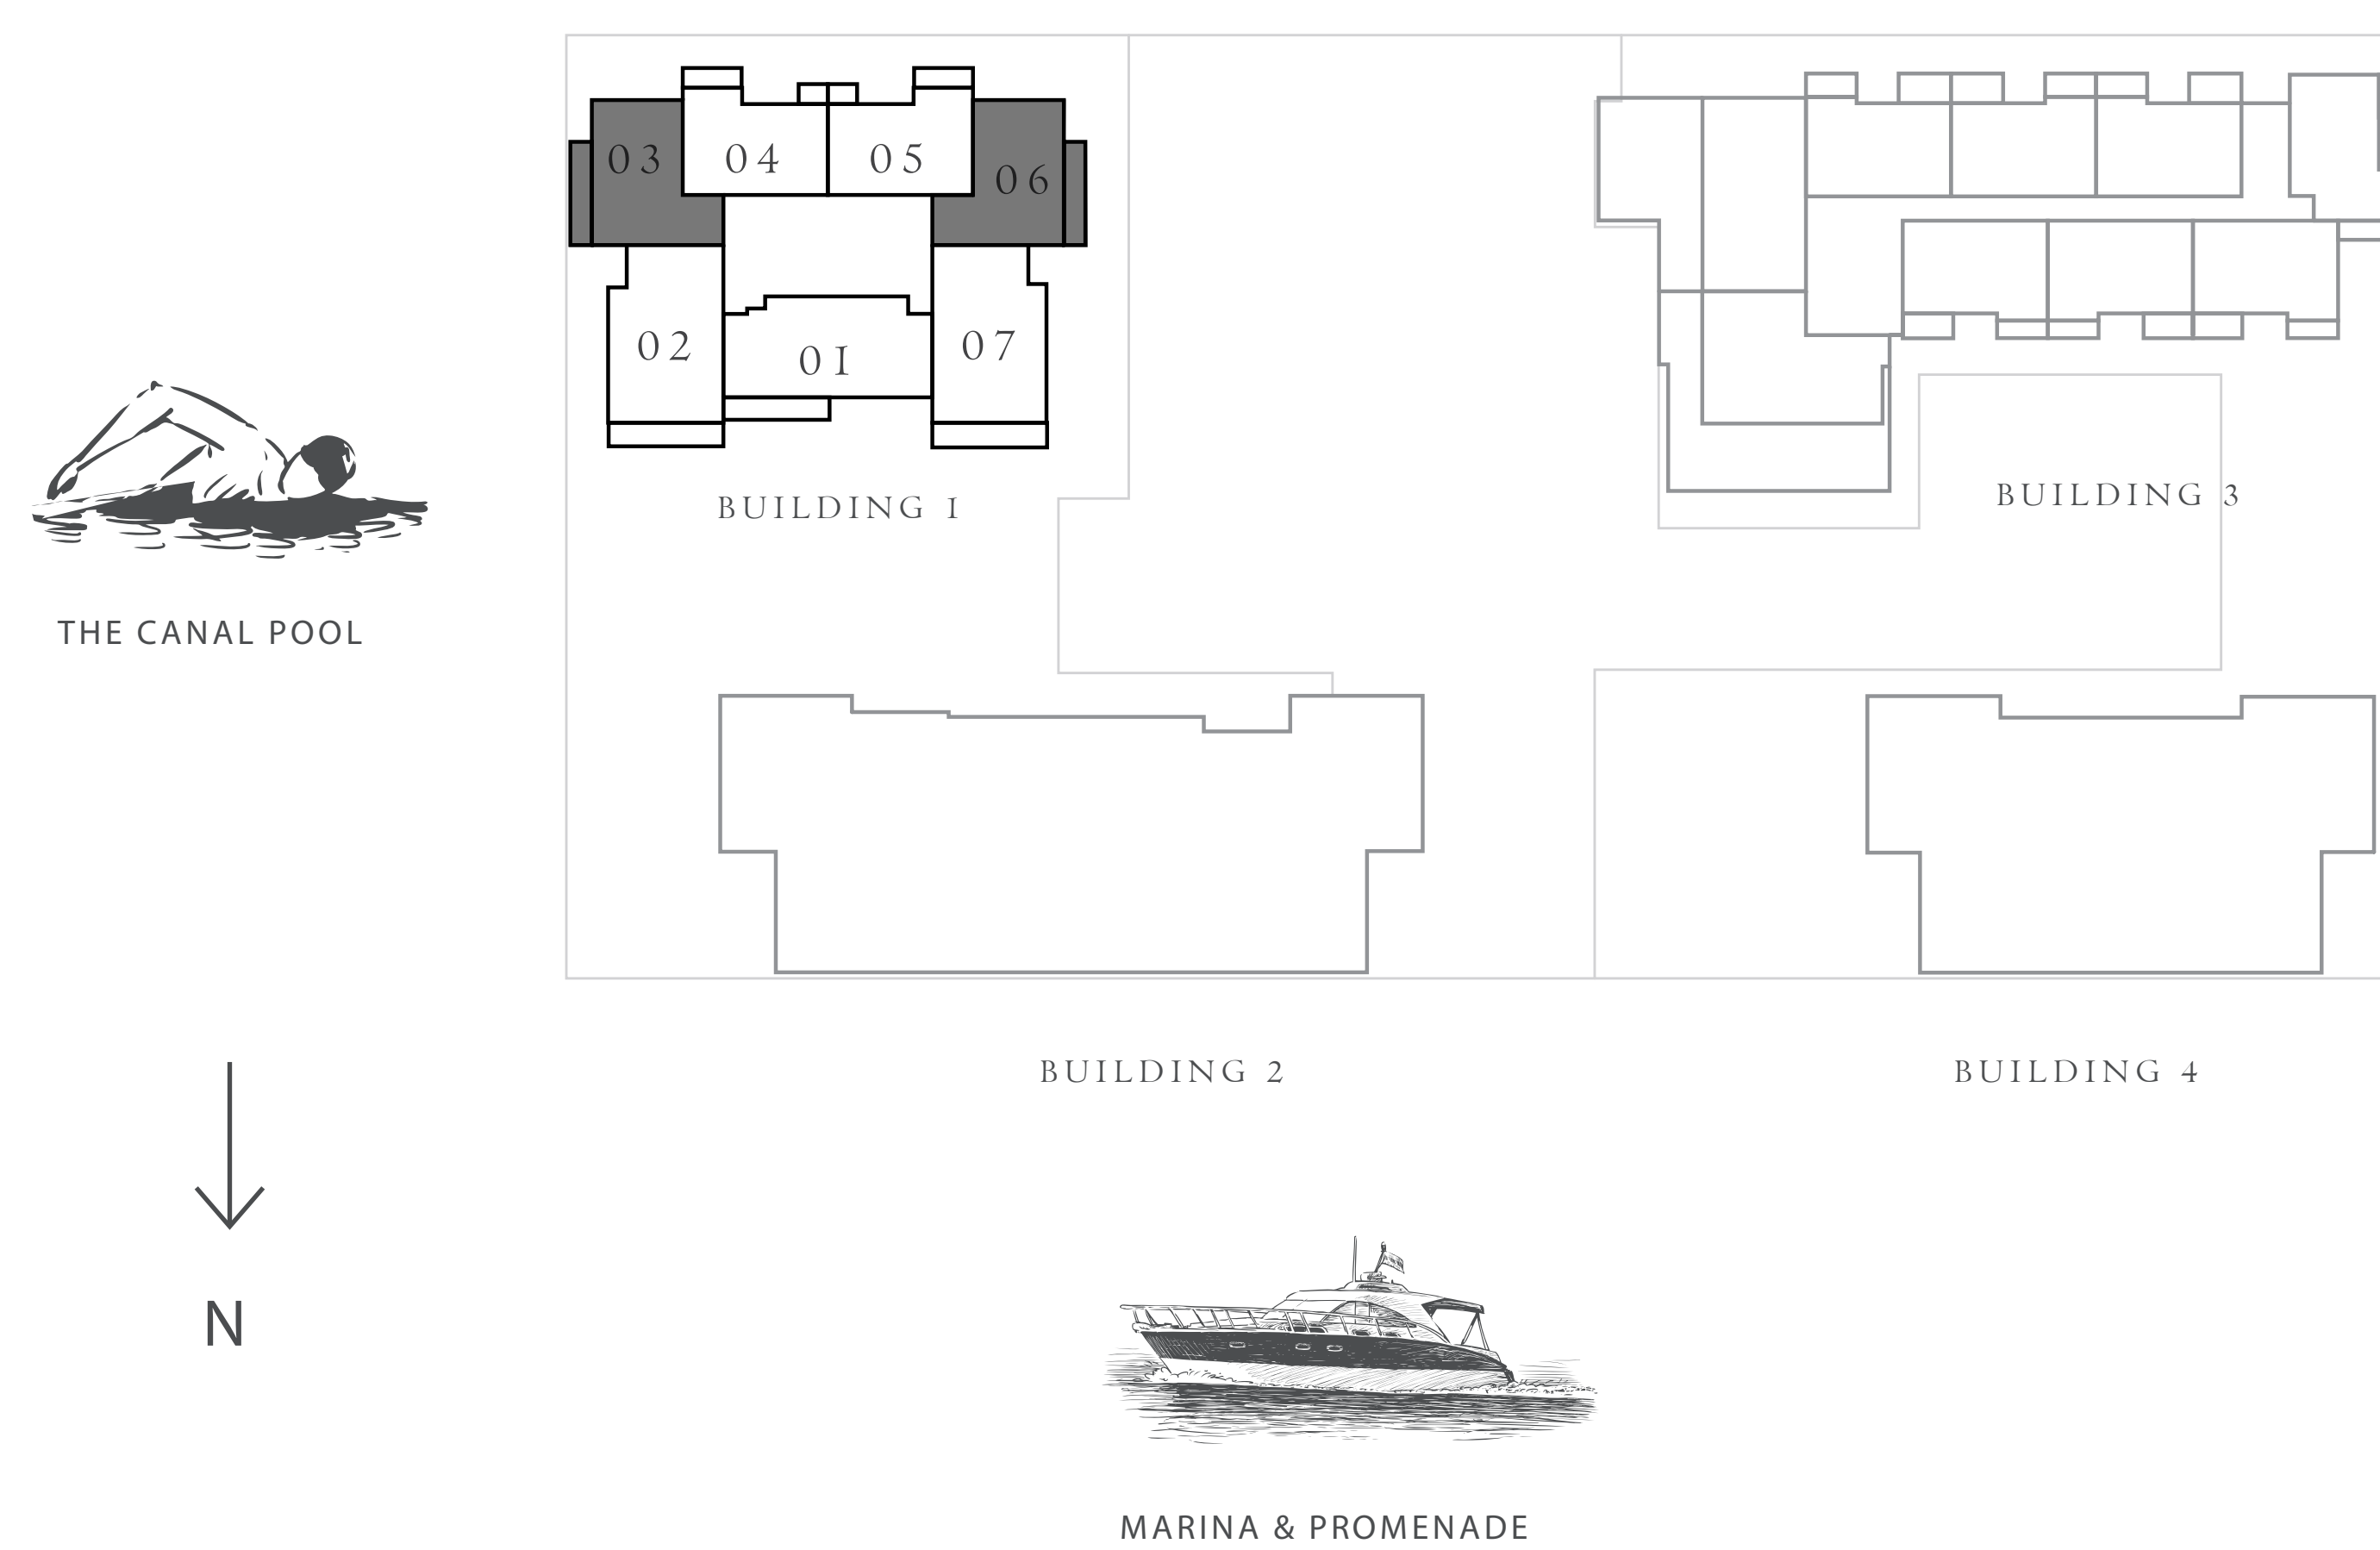 03
04
05
06
02
01
07
BUILDING 1
BUILDING 3
THE CANAL POOL
BUILDING 2
BUILDING 4
N
MARINA & PROMENADE